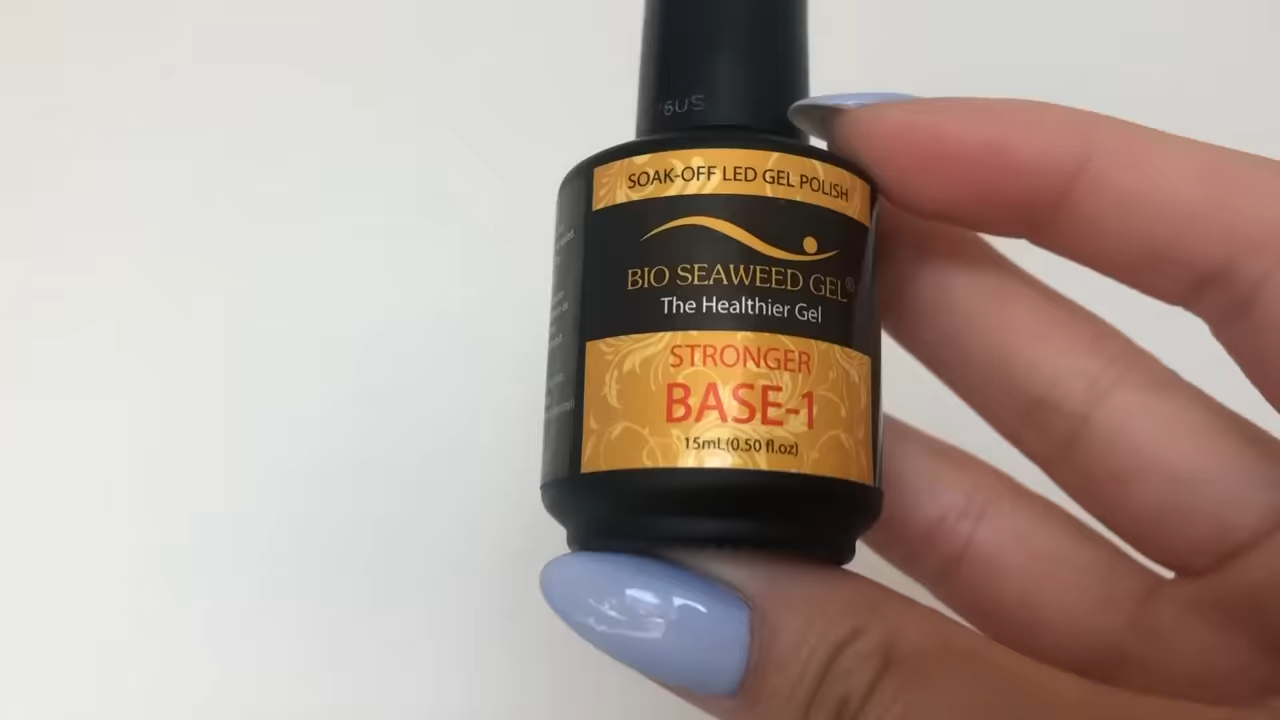 SOAK-OFF LED GEL POLISH
BIO SEAWEED GEL®
The Healthier Gel
STRONGER
BASE-1
15mL(0.50 fl.oz)